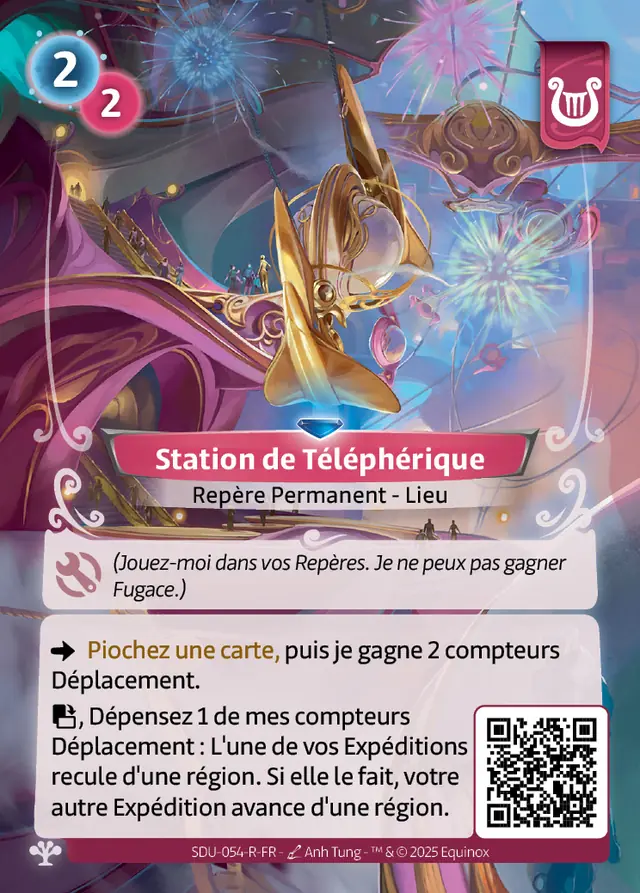 2
2
Station de Téléphérique
Repère Permanent - Lieu
(Jouez-moi dans vos Repères. Je ne peux pas gagner
Fugace.)
Piochez une carte, puis je gagne 2 compteurs
Déplacement.
, Dépensez 1 de mes compteurs
Déplacement : L'une de vos Expéditions
recule d'une région. Si elle le fait, votre
autre Expédition avance d'une région.
SDU-054-R-FR - Anh Tung - ™ & © 2025 Equinox